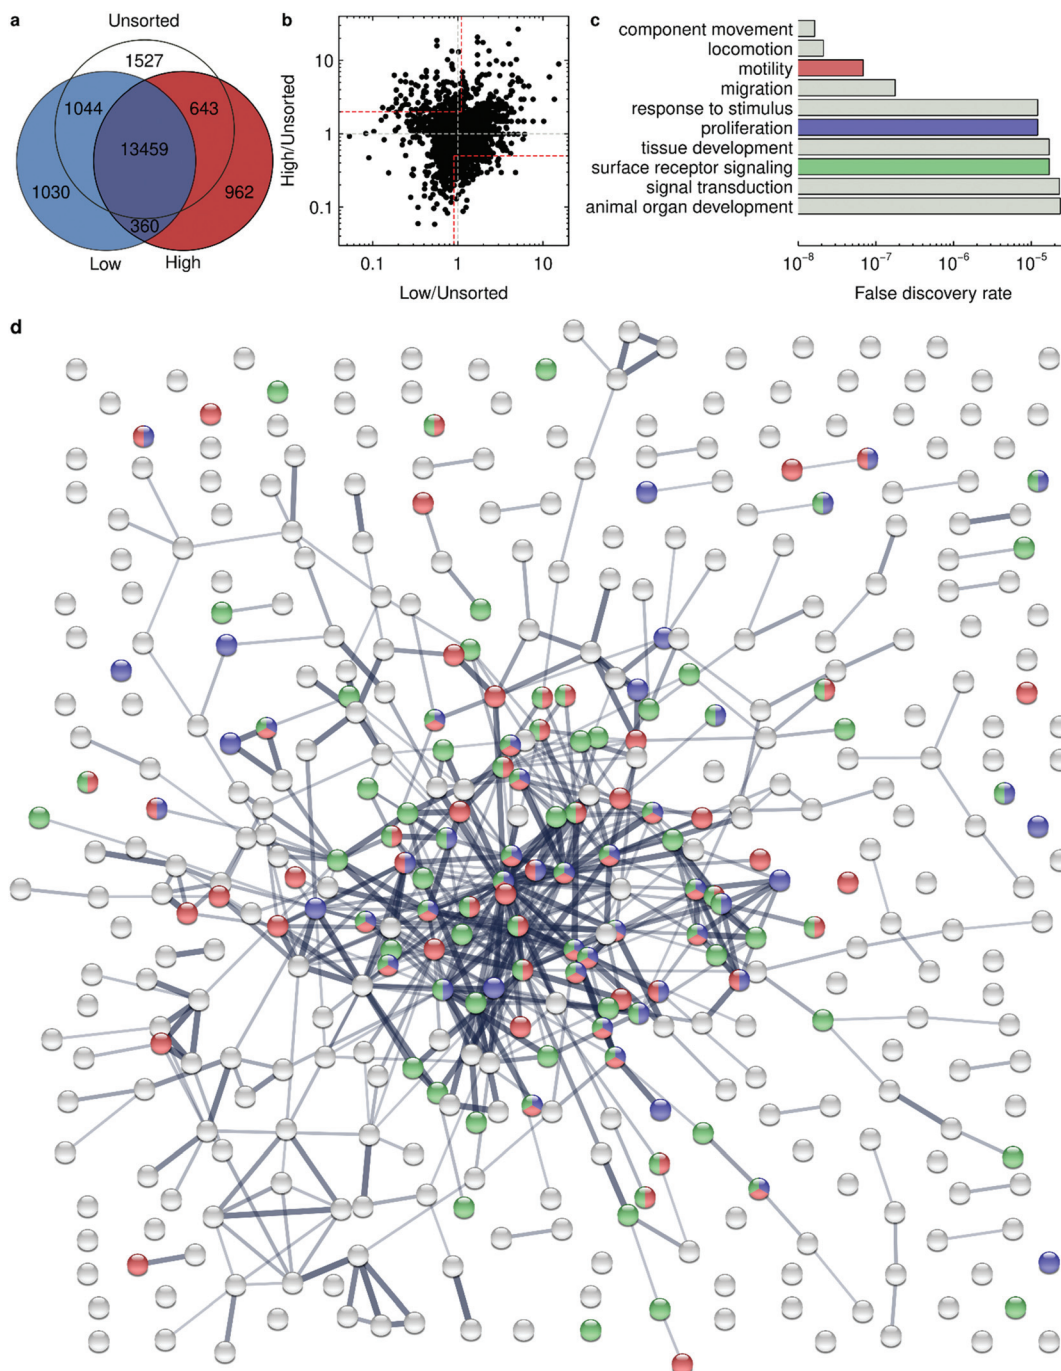 a
Unsorted
1527
1044
643
13459
1030
962
360
Low
High
b
High/Unsorted
10
1
0.1
0.1
1
10
Low/Unsorted
c
component movement
locomotion
motility
migration
response to stimulus
proliferation
tissue development
surface receptor signaling
signal transduction
animal organ development
10⁻⁸
10⁻⁷
10⁻⁶
10⁻⁵
False discovery rate
d